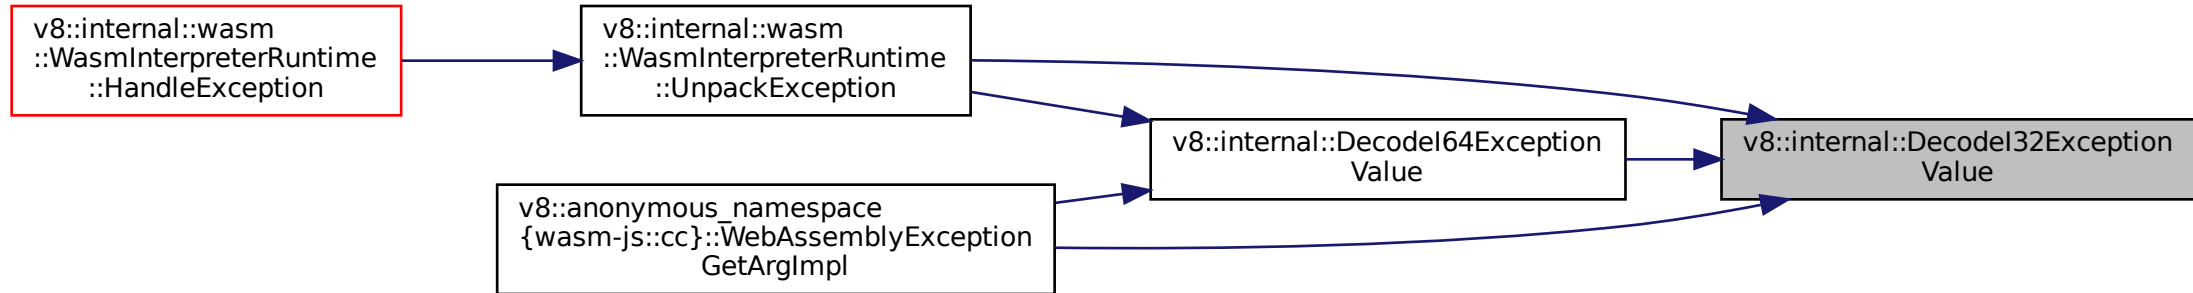 v8::internal::wasm
::WasmInterpreterRuntime
::HandleException
v8::internal::wasm
::WasmInterpreterRuntime
::UnpackException
v8::internal::DecodeI64Exception
Value
v8::internal::DecodeI32Exception
Value
v8::anonymous_namespace
{wasm-js::cc}::WebAssemblyException
GetArgImpl